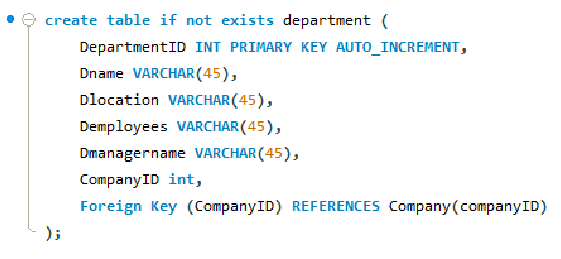 create table if not exists department (
DepartmentID INT PRIMARY KEY AUTO_INCREMENT,
Dname VARCHAR(45),
Dlocation VARCHAR(45),
Demployees VARCHAR(45),
Dmanagername VARCHAR(45),
CompanyID int,
Foreign Key (CompanyID) REFERENCES Company(companyID)
);